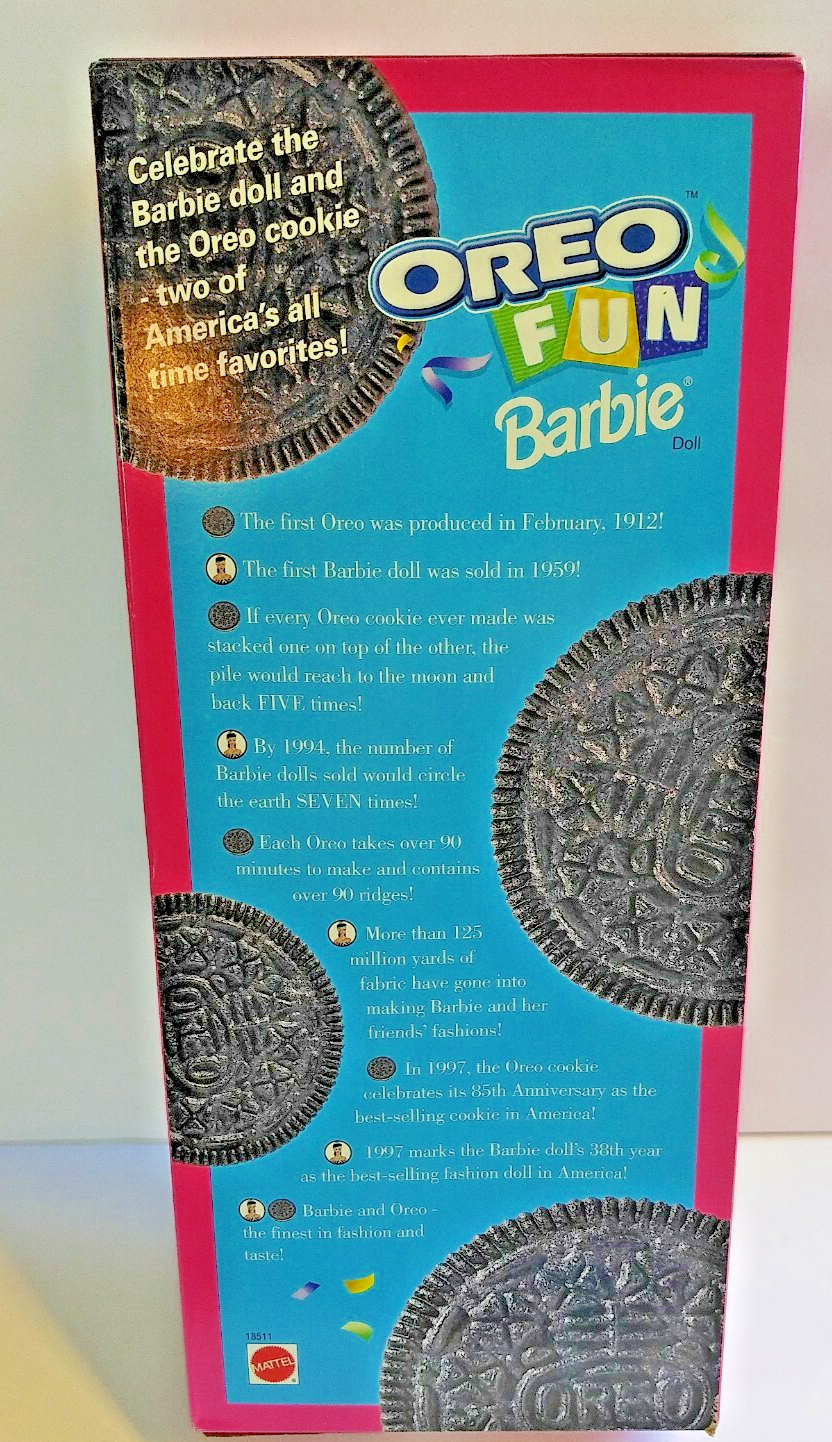 Celebrate the
Barbie doll and
the Oreo cookie
- two of
America's all
time favorites!
OREO™
FUN
Barbie®
Doll
The first Oreo was produced in February, 1912!
The first Barbie doll was sold in 1959!
If every Oreo cookie ever made was
stacked one on top of the other, the
pile would reach to the moon and
back FIVE times!
By 1994, the number of
Barbie dolls sold would circle
the earth SEVEN times!
Each Oreo takes over 90
minutes to make and contains
over 90 ridges!
More than 125
million yards of
fabric have gone into
making Barbie and her
friends' fashions!
In 1997, the Oreo cookie
celebrates its 85th Anniversary as the
best-selling cookie in America!
1997 marks the Barbie doll's 38th year
as the best-selling fashion doll in America!
Barbie and Oreo -
the finest in fashion and
taste!
18511
MATTEL®
OREO